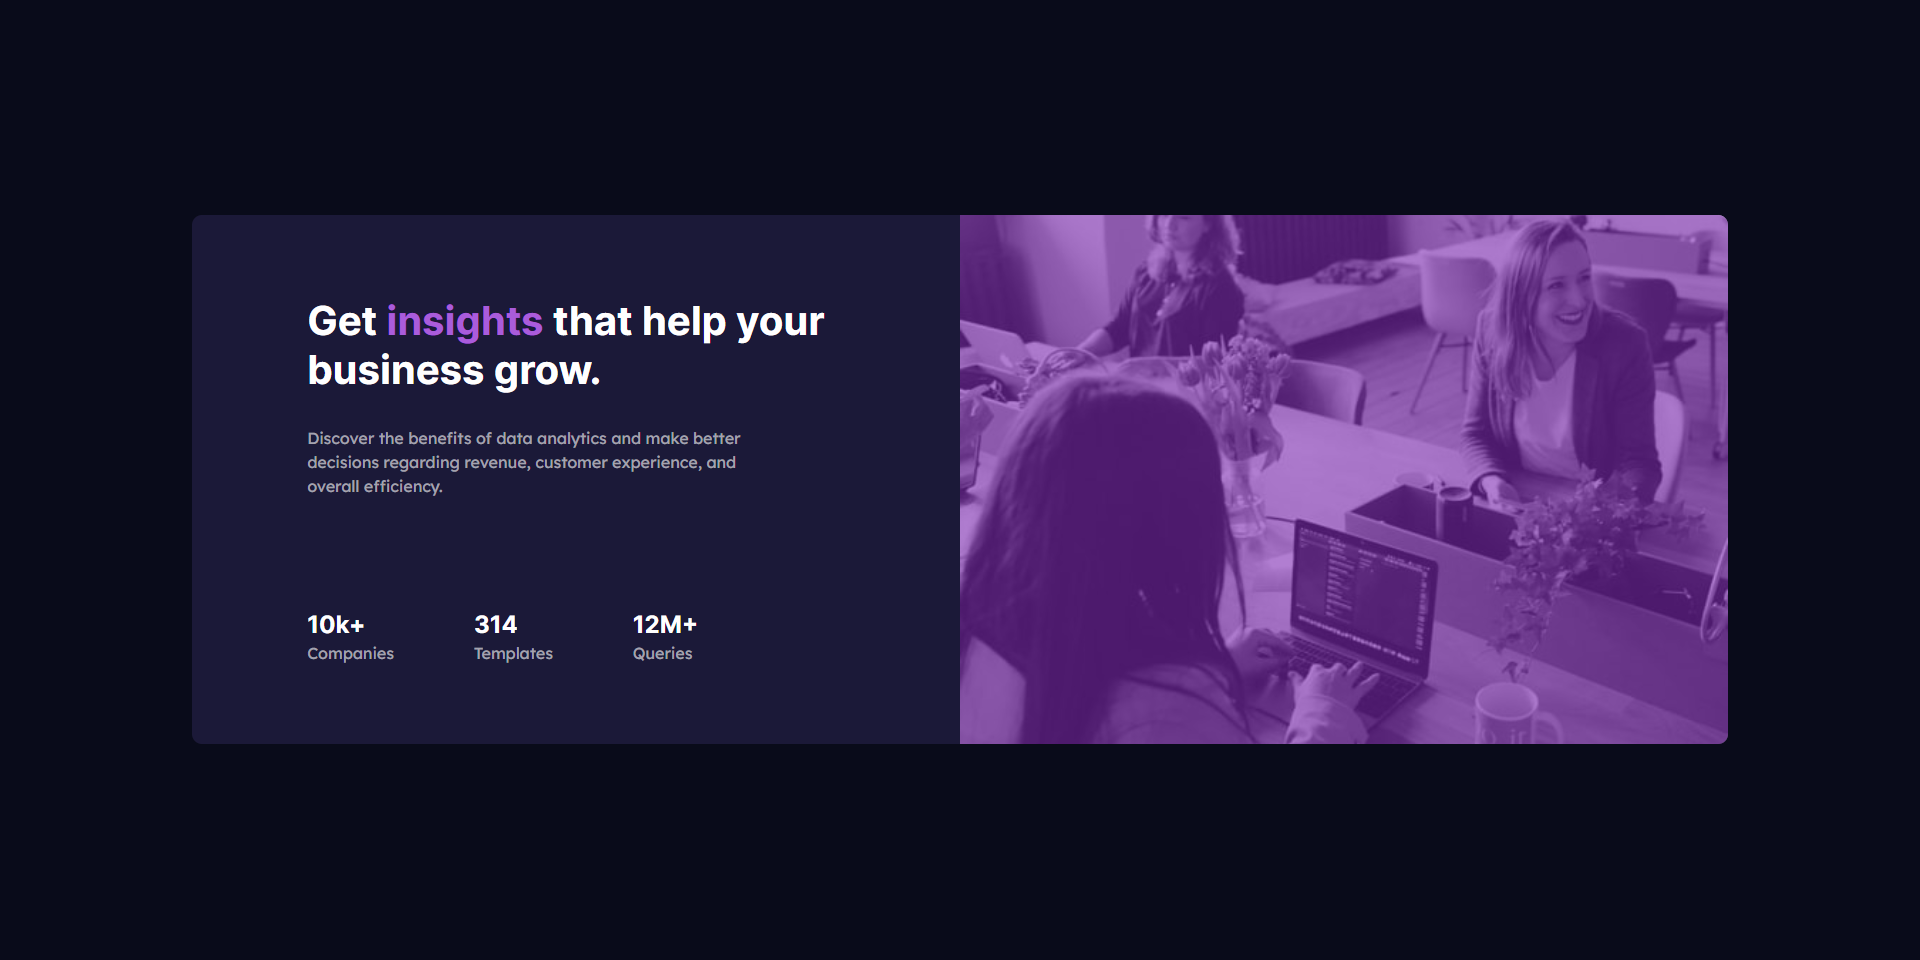 Get insights that help your
business grow.
Discover the benefits of data analytics and make better
decisions regarding revenue, customer experience, and
overall efficiency.
10k+ 314 12M+
Companies Templates Queries